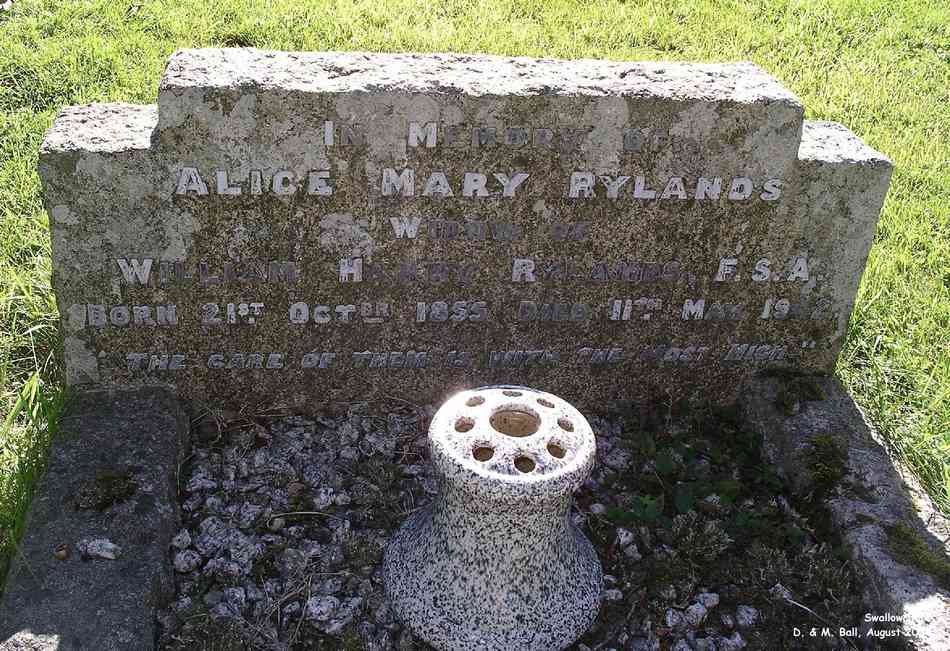 IN MEMORY OF
ALICE MARY RYLANDS
WIDOW OF
WILLIAM HARRY RYLANDS, F.S.A.
BORN 21ST OCTBR 1855 DIED 11TH MAY
"THE CARE OF THEM IS WITH THE MOST HIGH."
D. & M. Ball, August